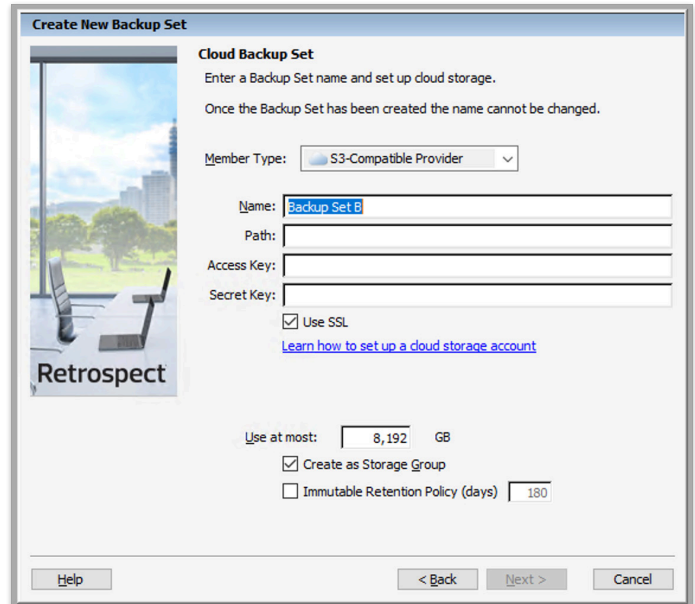 Create New Backup Set
Cloud Backup Set
Enter a Backup Set name and set up cloud storage.
Once the Backup Set has been created the name cannot be changed.
Member Type: S3-Compatible Provider
Name: Backup Set B
Path:
Access Key:
Secret Key:
Use SSL
Learn how to set up a cloud storage account
Retrospect
Use at most: 8,192 GB
Create as Storage Group
Immutable Retention Policy (days) 180
Help < Back Next > Cancel